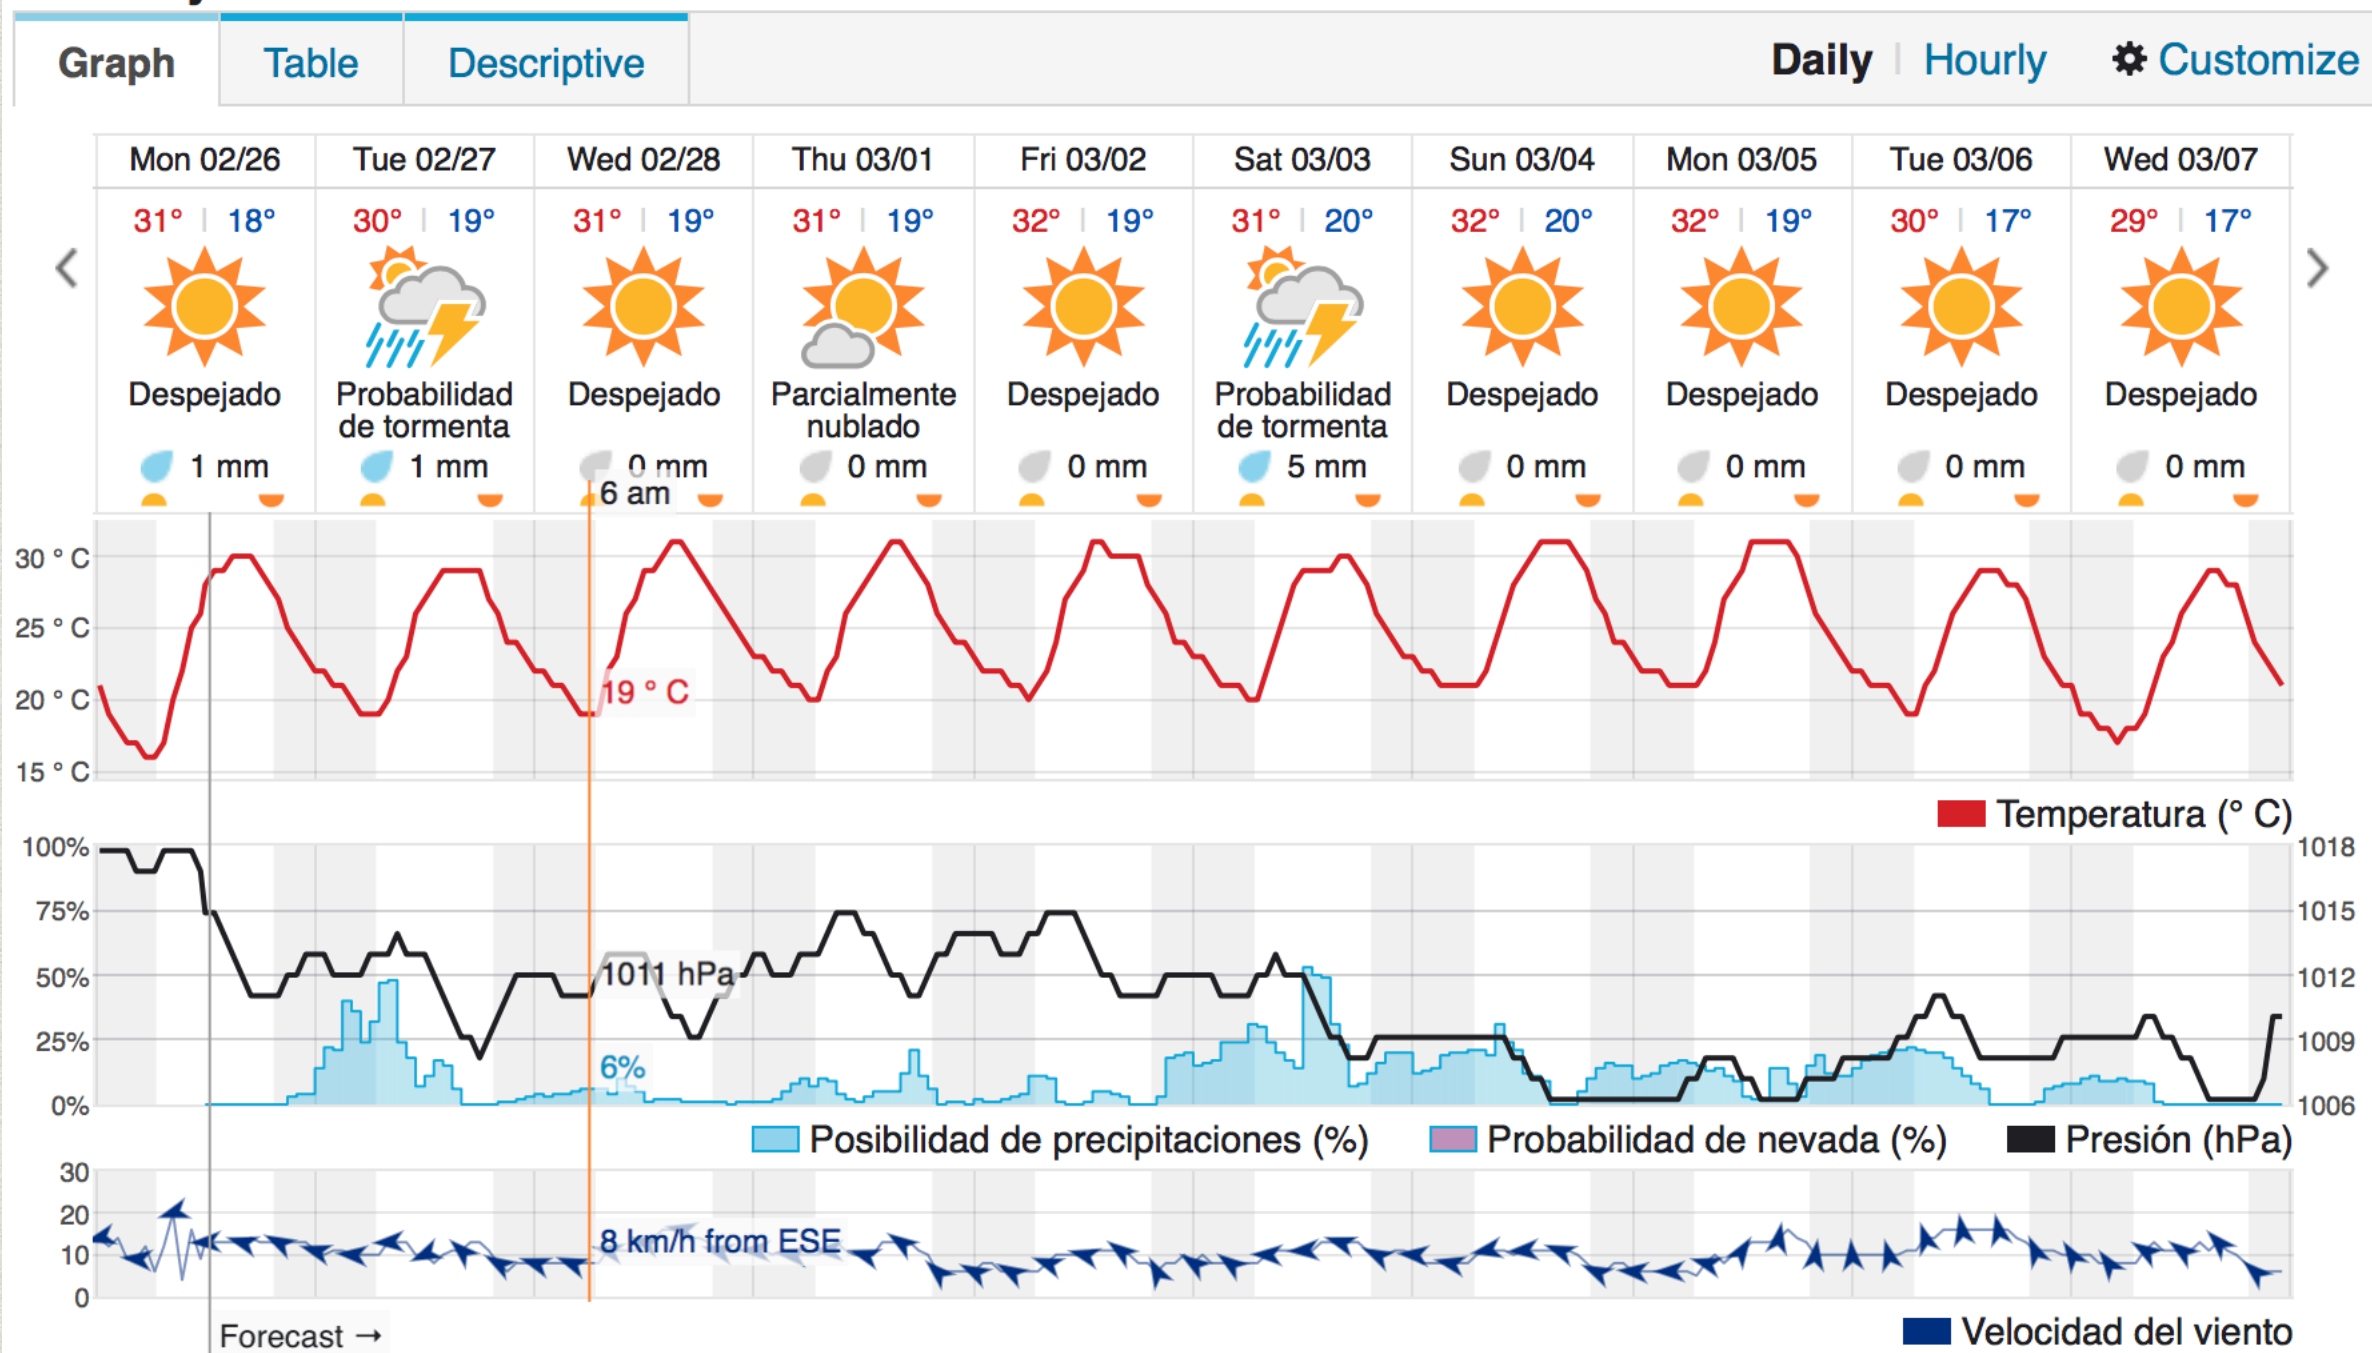 Graph Table Descriptive Daily Hourly Customize
Mon 02/26 Tue 02/27 Wed 02/28 Thu 03/01 Fri 03/02 Sat 03/03 Sun 03/04 Mon 03/05 Tue 03/06 Wed 03/07
31° | 18° 30° | 19° 31° | 19° 31° | 19° 32° | 19° 31° | 20° 32° | 20° 32° | 19° 30° | 17° 29° | 17°
Despejado Probabilidad Despejado Parcialmente Despejado Probabilidad Despejado Despejado Despejado Despejado
de tormenta nublado de tormenta
1 mm 1 mm 0 mm 0 mm 0 mm 5 mm 0 mm 0 mm 0 mm 0 mm
6 am
30 ° C
25 ° C
20 ° C 19 ° C
15 ° C
Temperatura (° C)
100% 1018
75% 1015
50% 1011 hPa 1012
25% 1009
6%
0% 1006
Posibilidad de precipitaciones (%) Probabilidad de nevada (%) Presión (hPa)
30
20
8 km/h from ESE
10
0
Forecast →
Velocidad del viento